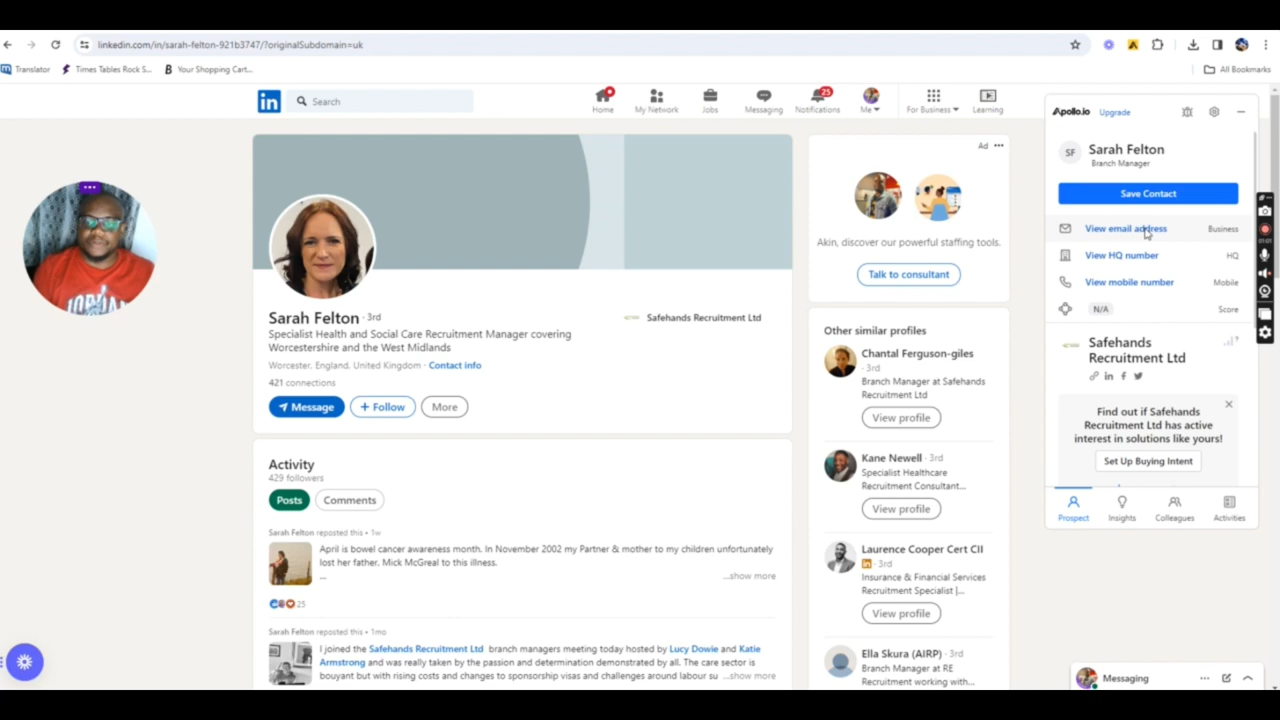 linkedin.com/in/sarah-felton-921b3747/?originalSubdomain=uk
Translator
Times Tables Rock S...
Your Shopping Cart...
All Bookmarks
in
Search
Home
My Network
Jobs
Messaging
25
Notifications
Me
For Business
Learning
Sarah Felton · 3rd
Specialist Health and Social Care Recruitment Manager covering
Worcestershire and the West Midlands
Worcester, England, United Kingdom · Contact info
421 connections
Safehands Recruitment Ltd
Message
+ Follow
More
Activity
429 followers
Posts
Comments
Sarah Felton reposted this • 1w
April is bowel cancer awareness month. In November 2002 my Partner & mother to my children unfortunately
lost her father. Mick McGreal to this illness.
...
...show more
25
Sarah Felton reposted this • 1mo
I joined the Safehands Recruitment Ltd branch managers meeting today hosted by Lucy Dowie and Katie
Armstrong and was really taken by the passion and determination demonstrated by all. The care sector is
bouyant but with rising costs and changes to sponsorship visas and challenges around labour su ...show more
Ad
Akin, discover our powerful staffing tools.
Talk to consultant
Other similar profiles
Chantal Ferguson-giles
· 3rd
Branch Manager at Safehands
Recruitment Ltd
View profile
Kane Newell · 3rd
Specialist Healthcare
Recruitment Consultant...
View profile
Laurence Cooper Cert CII
in · 3rd
Insurance & Financial Services
Recruitment Specialist |...
View profile
Ella Skura (AIRP) · 3rd
Branch Manager at RE
Recruitment working with...
Apollo.io
Upgrade
SF
Sarah Felton
Branch Manager
Save Contact
View email address
Business
View HQ number
HQ
View mobile number
Mobile
N/A
Score
Safehands
Recruitment Ltd
Find out if Safehands
Recruitment Ltd has active
interest in solutions like yours!
Set Up Buying Intent
Prospect
Insights
Colleagues
Activities
01:01
Messaging